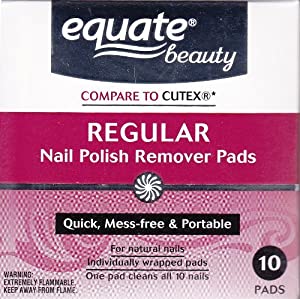 equate®
beauty
COMPARE TO CUTEX®*
REGULAR
Nail Polish Remover Pads
Quick, Mess-free & Portable
For natural nails
Individually wrapped pads
One pad cleans all 10 nails
WARNING:
EXTREMELY FLAMMABLE.
KEEP AWAY FROM FLAME.
10
PADS